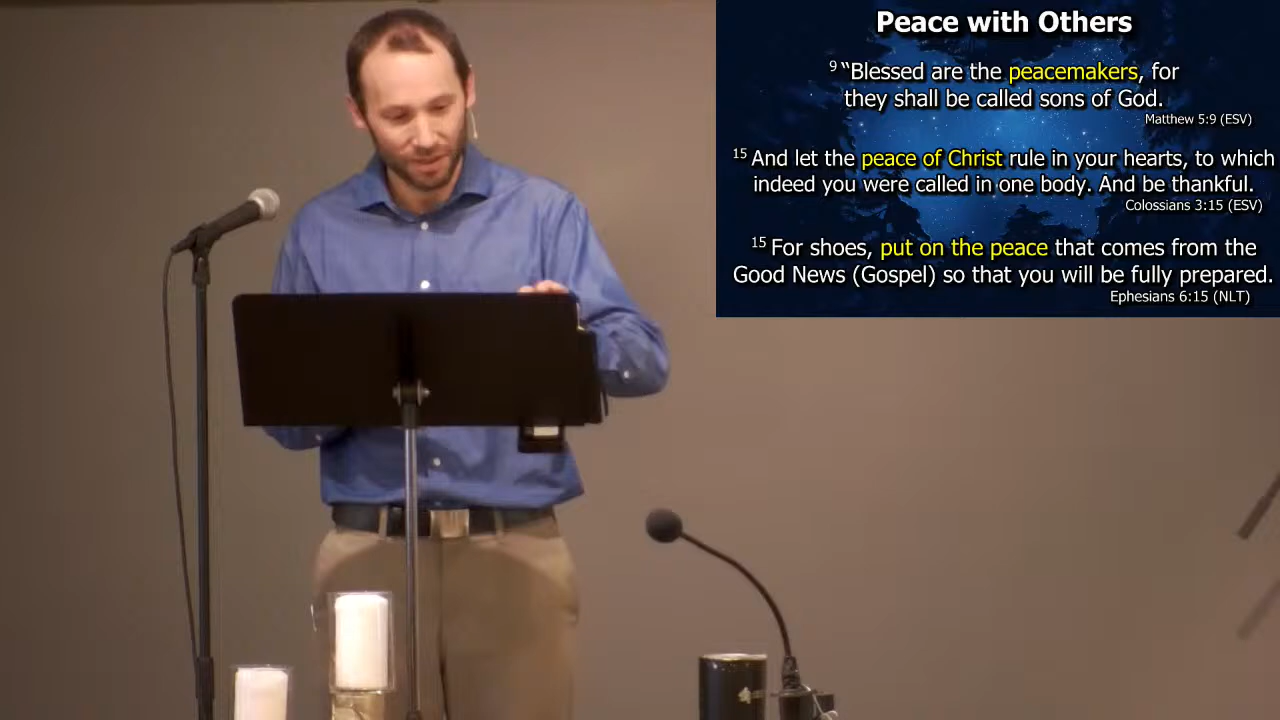 Peace with Others
9 “Blessed are the peacemakers, for
they shall be called sons of God.
Matthew 5:9 (ESV)
15 And let the peace of Christ rule in your hearts, to which
indeed you were called in one body. And be thankful.
Colossians 3:15 (ESV)
15 For shoes, put on the peace that comes from the
Good News (Gospel) so that you will be fully prepared.
Ephesians 6:15 (NLT)